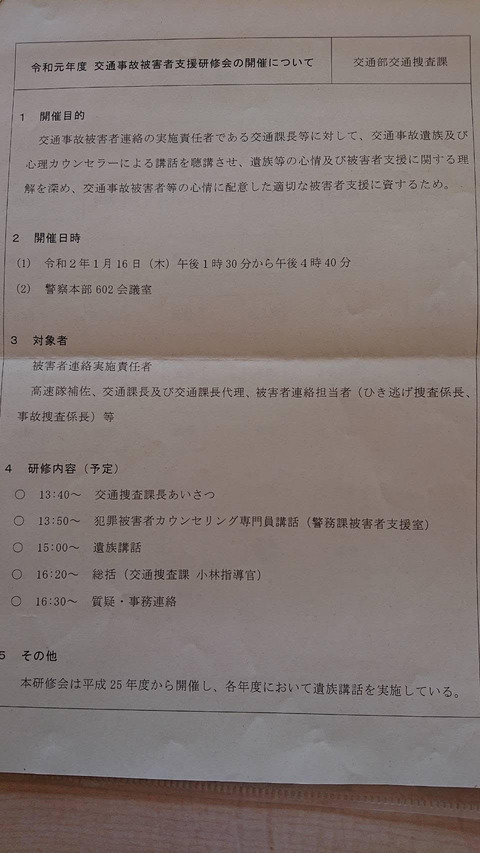 令和元年度 交通事故被害者支援研修会の開催について
交通部交通捜査課
1 開催目的
交通事故被害者連絡の実施責任者である交通課長等に対して、交通事故遺族及び
心理カウンセラーによる講話を聴講させ、遺族等の心情及び被害者支援に関する理
解を深め、交通事故被害者等の心情に配意した適切な被害者支援に資するため。
2 開催日時
(1) 令和2年1月16日（木）午後1時30分から午後4時40分
(2) 警察本部602会議室
3 対象者
被害者連絡実施責任者
高速隊補佐、交通課長及び交通課長代理、被害者連絡担当者（ひき逃げ捜査係長、
事故捜査係長）等
4 研修内容（予定）
○ 13:40～ 交通捜査課長あいさつ
○ 13:50～ 犯罪被害者カウンセリング専門員講話（警務課被害者支援室）
○ 15:00～ 遺族講話
○ 16:20～ 総括（交通捜査課 小林指導官）
○ 16:30～ 質疑・事務連絡
5 その他
本研修会は平成25年度から開催し、各年度において遺族講話を実施している。